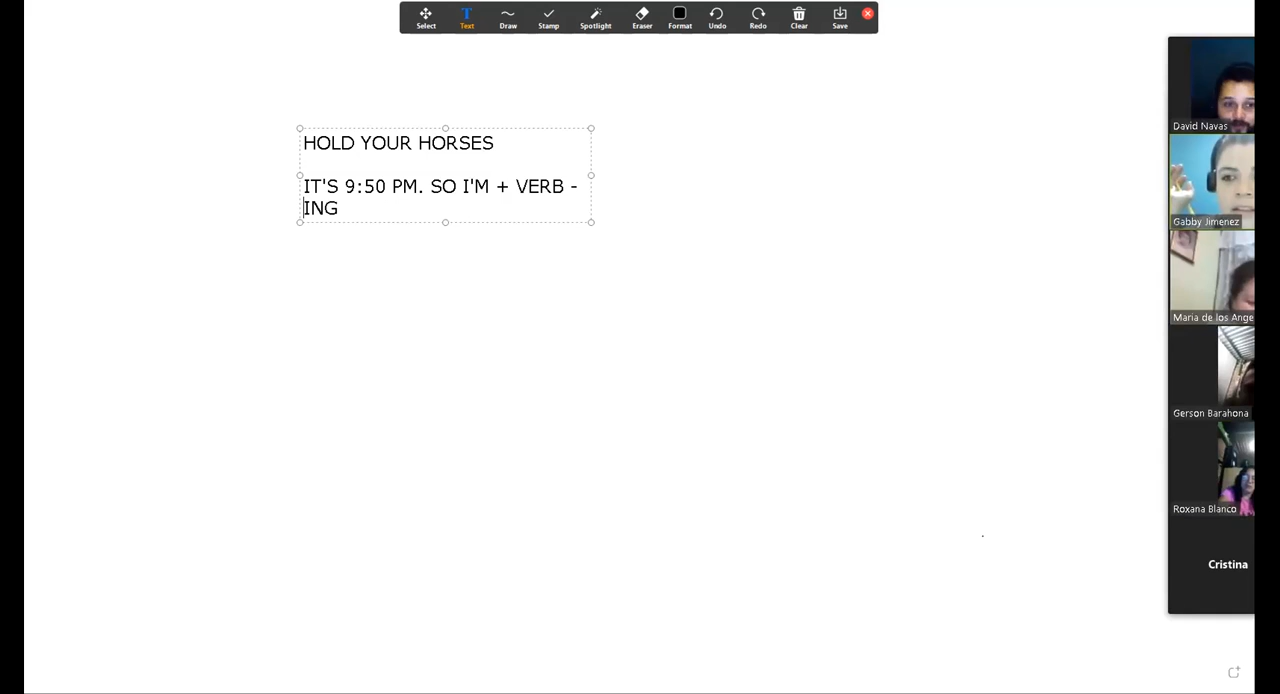 Select
Text
Draw
Stamp
Spotlight
Eraser
Format
Undo
Redo
Clear
Save
HOLD YOUR HORSES
IT'S 9:50 PM. SO I'M + VERB -
ING
David Navas
Gabby Jimenez
Maria de los Ange
Gerson Barahona
Roxana Blanco
Cristina